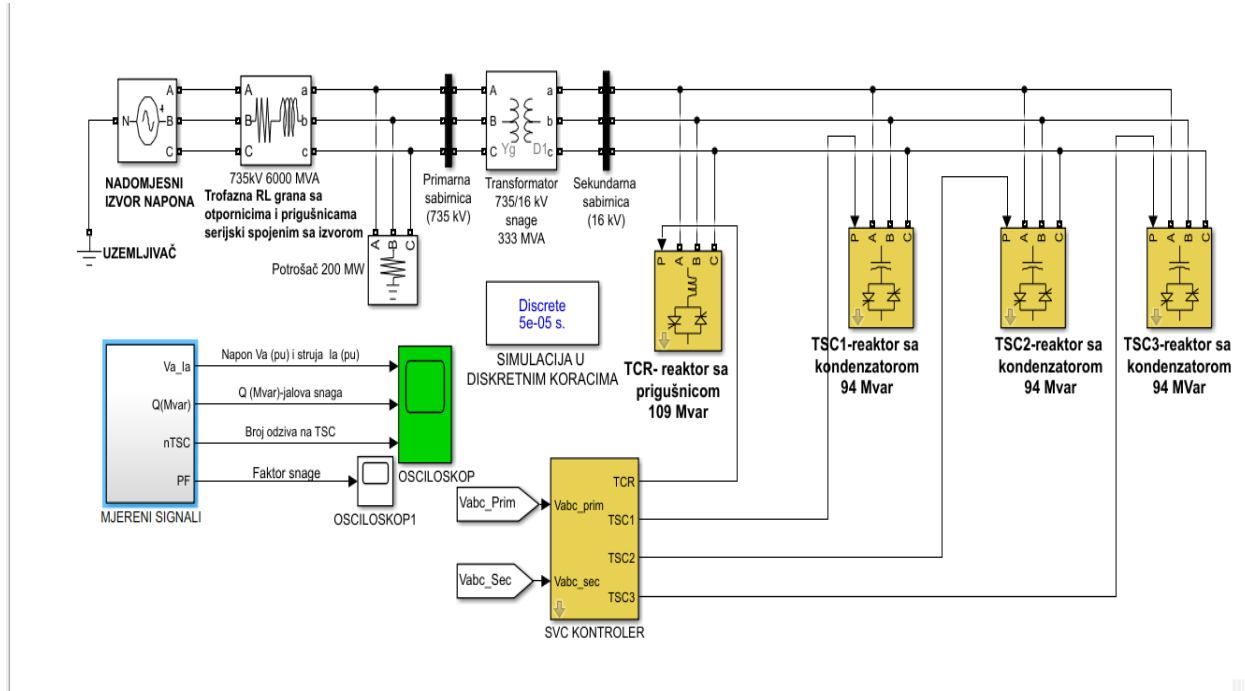 A
B
C
N
+
NADOMJESNI
IZVOR NAPONA
UZEMLJIVAČ
A
B
C
a
b
c
735kV 6000 MVA
Trofazna RL grana sa
otpornicima i prigušnicama
serijski spojenim sa izvorom
A
B
C
Potrošač 200 MW
Primarna
sabirnica
(735 kV)
A
B
C
a
b
c
Yg
D1
Transformator
735/16 kV
snage
333 MVA
Sekundarna
sabirnica
(16 kV)
Discrete
5e-05 s.
SIMULACIJA U
DISKRETNIM KORACIMA
P
A
B
C
TCR- reaktor sa
prigušnicom
109 Mvar
P
A
B
C
TSC1-reaktor sa
kondenzatorom
94 Mvar
P
A
B
C
TSC2-reaktor sa
kondenzatorom
94 Mvar
P
A
B
C
TSC3-reaktor sa
kondenzatorom
94 MVar
Va_Ia
Q(Mvar)
nTSC
PF
MJERENI SIGNALI
Napon Va (pu) i struja Ia (pu)
Q (Mvar)-jalova snaga
Broj odziva na TSC
Faktor snage
OSCILOSKOP
OSCILOSKOP1
Vabc_Prim
Vabc_Sec
Vabc_prim
Vabc_sec
TCR
TSC1
TSC2
TSC3
SVC KONTROLER